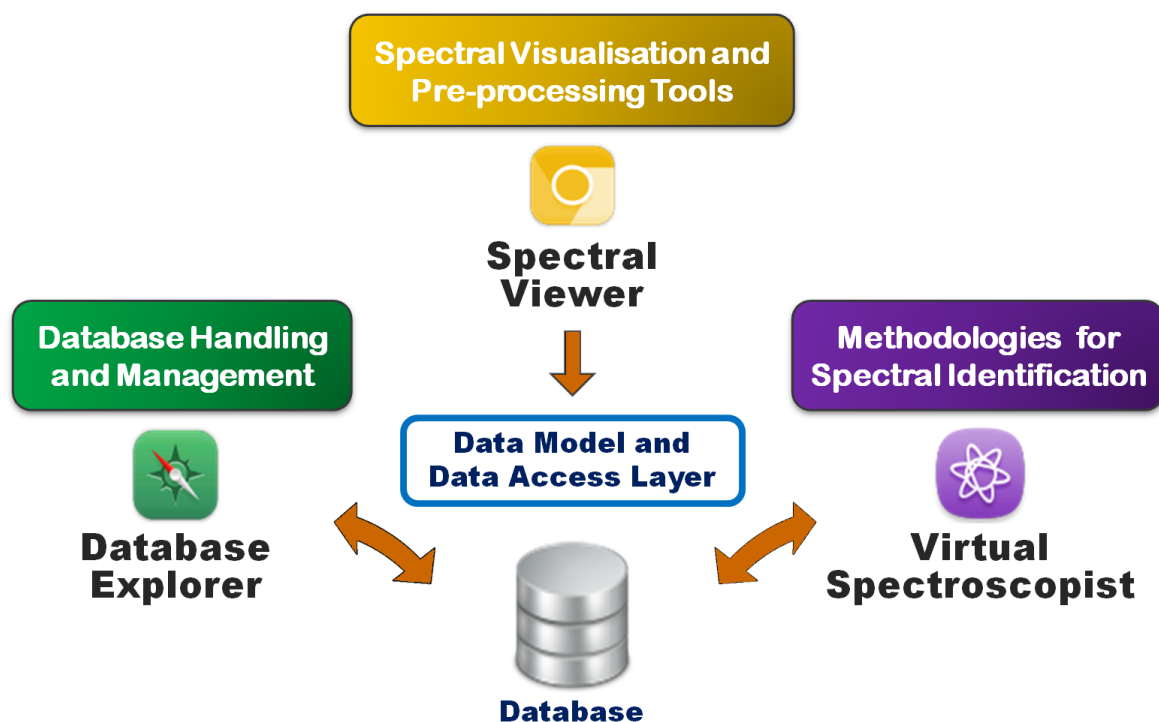 Spectral Visualisation and
Pre-processing Tools
Spectral
Viewer
Database Handling
and Management
Methodologies for
Spectral Identification
Data Model and
Data Access Layer
Database
Explorer
Virtual
Spectroscopist
Database